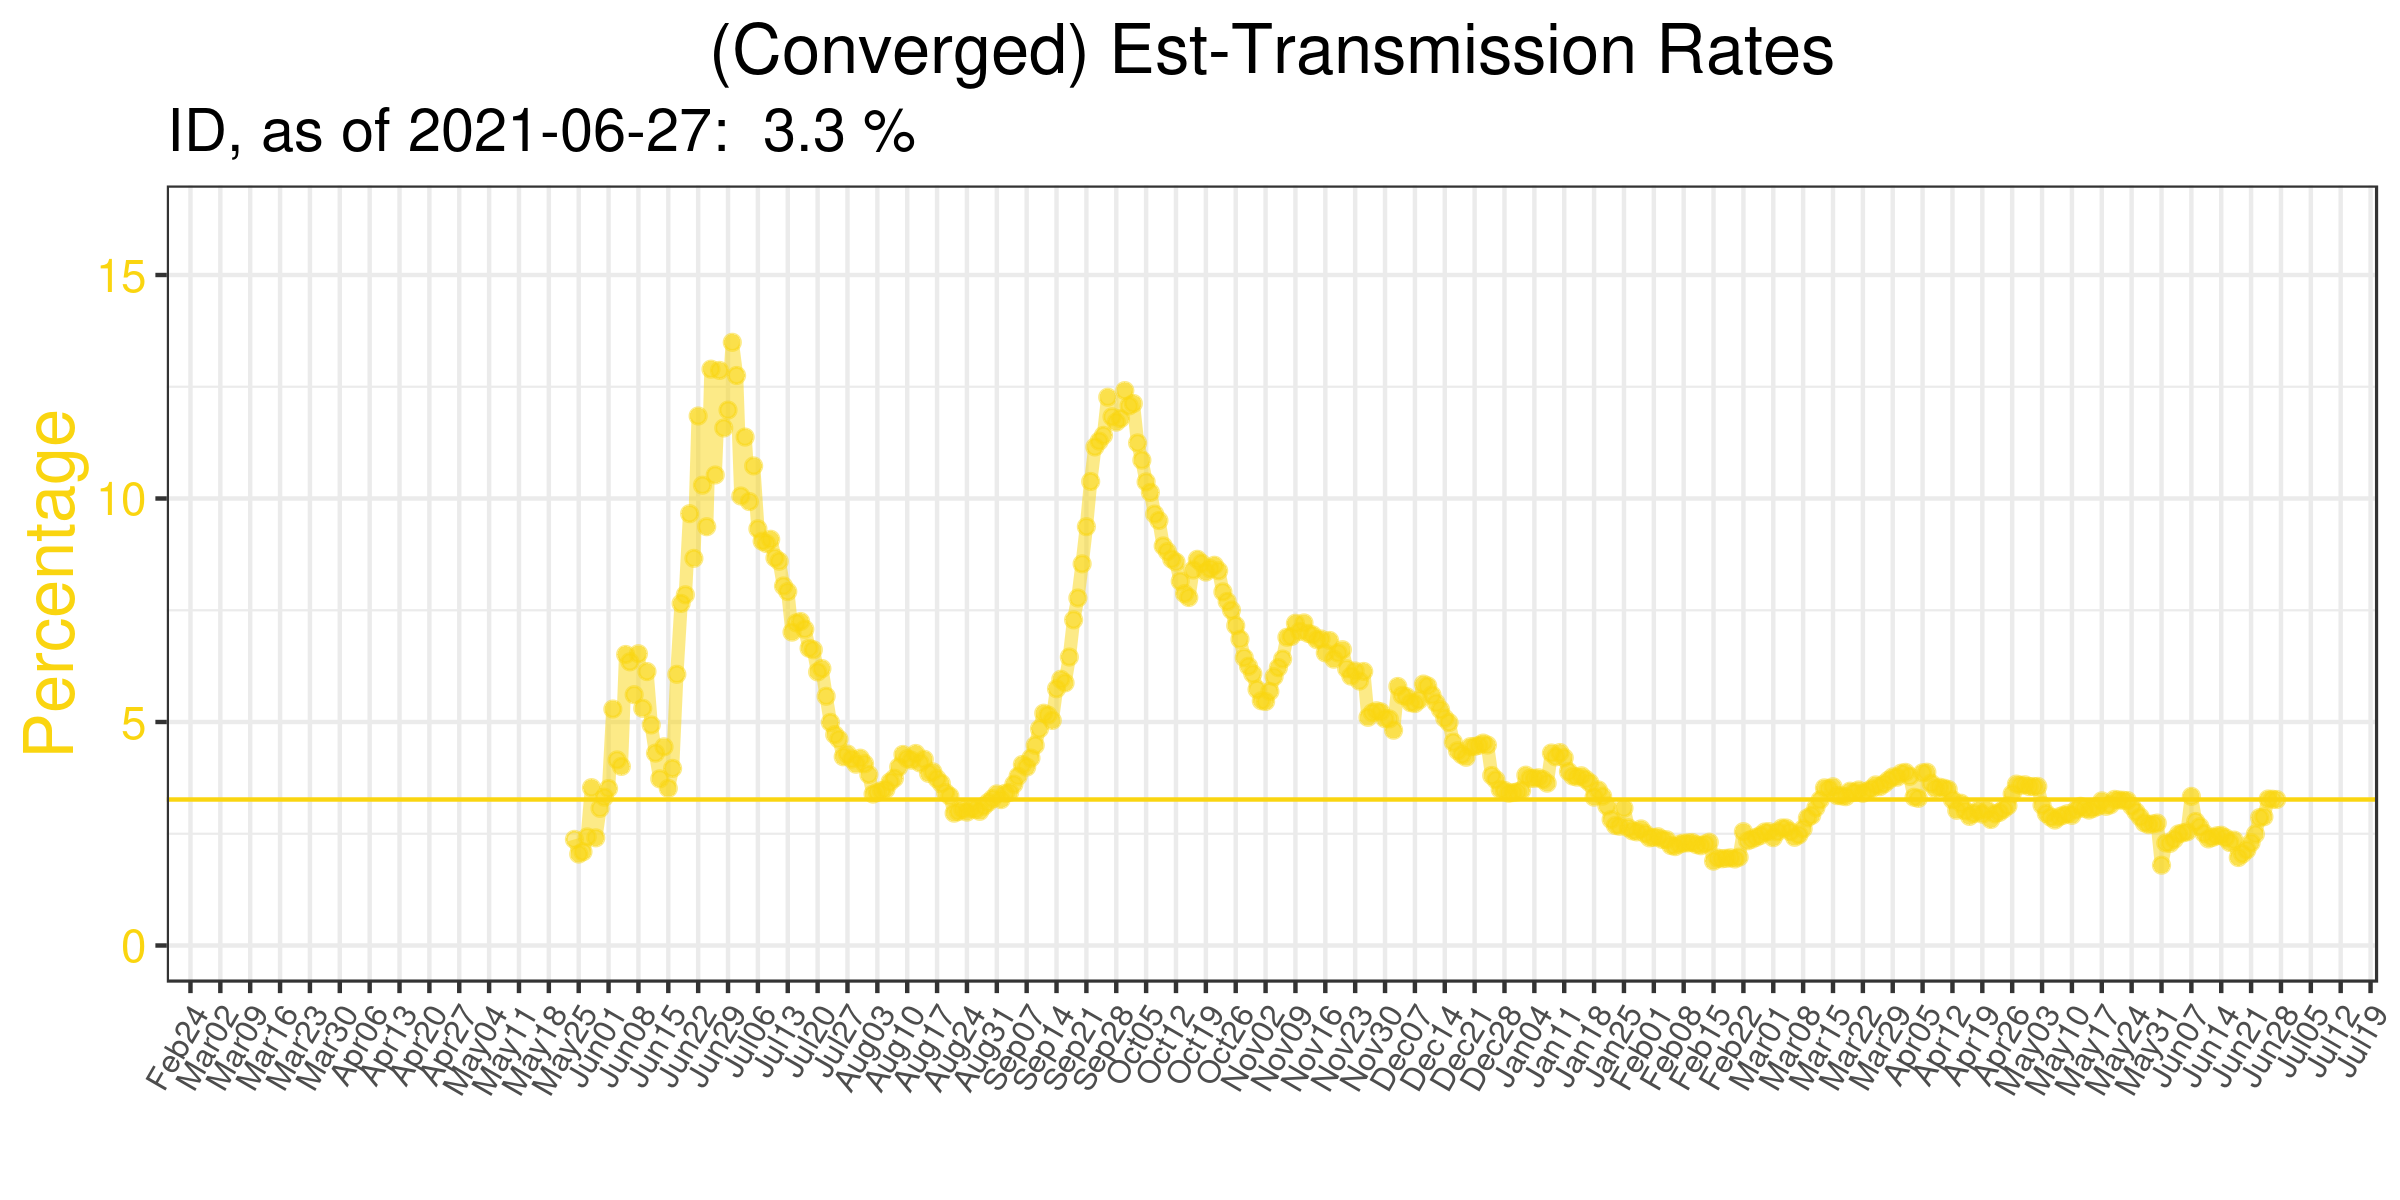 (Converged) Est-Transmission Rates
ID, as of 2021-06-27:  3.3 %
Percentage
15
10
5
0
Feb24
Mar02
Mar09
Mar16
Mar23
Mar30
Apr06
Apr13
Apr20
Apr27
May04
May11
May18
May25
Jun01
Jun08
Jun15
Jun22
Jun29
Jul06
Jul13
Jul20
Jul27
Aug03
Aug10
Aug17
Aug24
Aug31
Sep07
Sep14
Sep21
Sep28
Oct05
Oct12
Oct19
Oct26
Nov02
Nov09
Nov16
Nov23
Nov30
Dec07
Dec14
Dec21
Dec28
Jan04
Jan11
Jan18
Jan25
Feb01
Feb08
Feb15
Feb22
Mar01
Mar08
Mar15
Mar22
Mar29
Apr05
Apr12
Apr19
Apr26
May03
May10
May17
May24
May31
Jun07
Jun14
Jun21
Jun28
Jul05
Jul12
Jul19